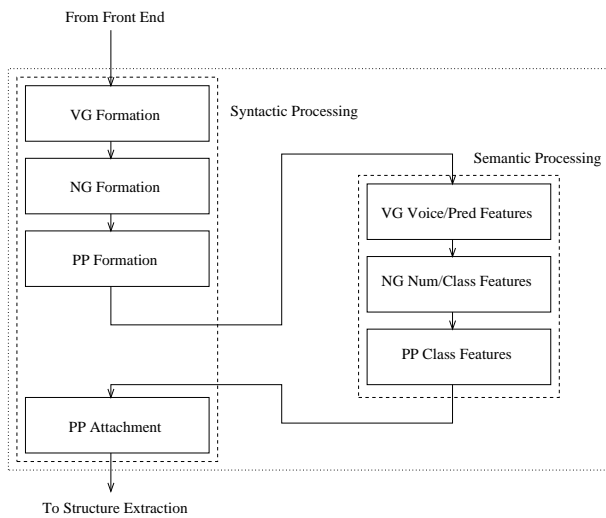 From Front End
Syntactic Processing
VG Formation
NG Formation
PP Formation
Semantic Processing
VG Voice/Pred Features
NG Num/Class Features
PP Class Features
PP Attachment
To Structure Extraction